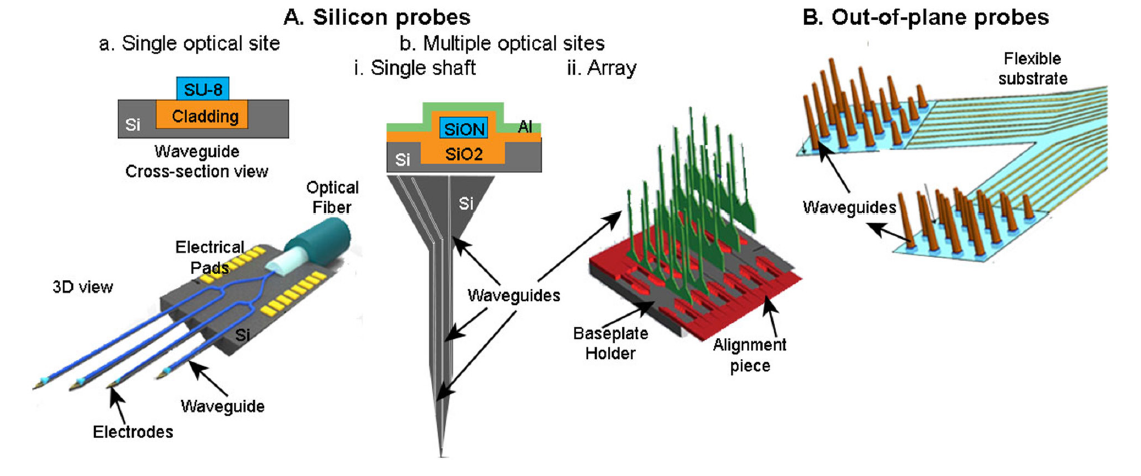 A. Silicon probes
B. Out-of-plane probes
a. Single optical site
b. Multiple optical sites
i. Single shaft
ii. Array
SU-8
Cladding
Si
Waveguide
Cross-section view
SiON
Al
Si
SiO2
Si
Flexible
substrate
Waveguides
Optical
Fiber
Electrical
Pads
3D view
Si
Waveguide
Electrodes
Waveguides
Baseplate
Holder
Alignment
piece